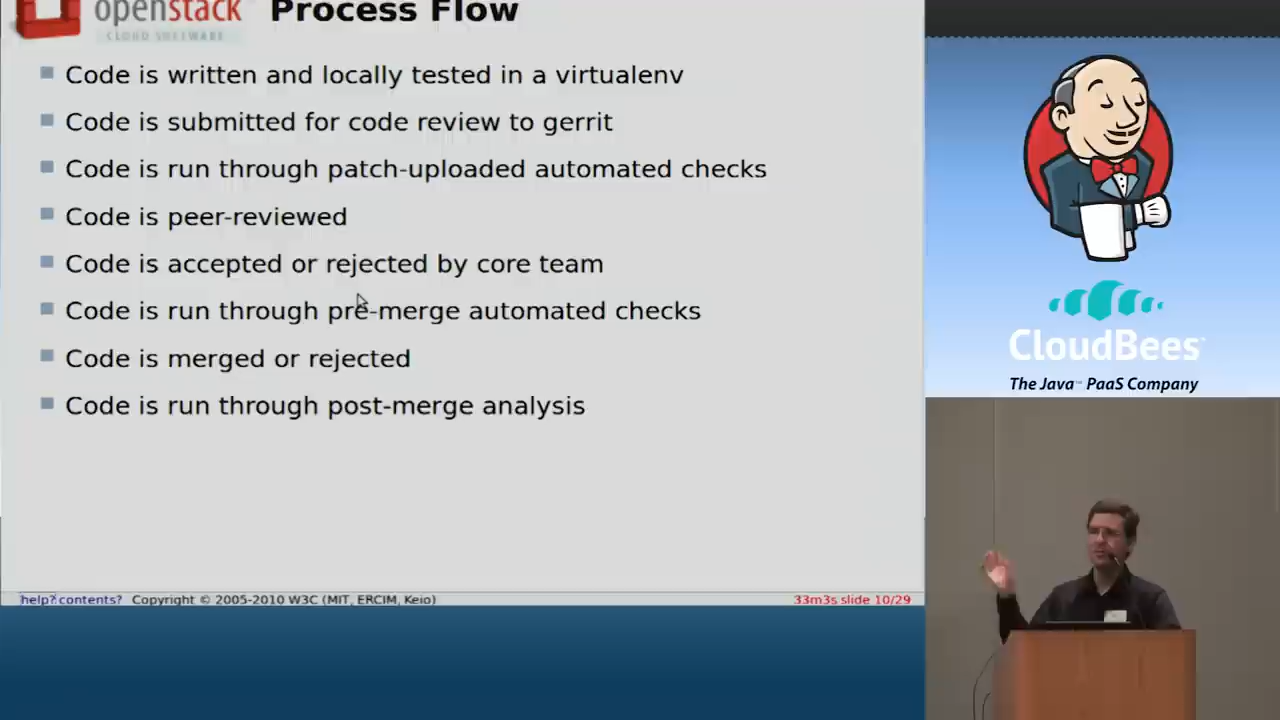 openstack
CLOUD SOFTWARE
Process Flow
Code is written and locally tested in a virtualenv
Code is submitted for code review to gerrit
Code is run through patch-uploaded automated checks
Code is peer-reviewed
Code is accepted or rejected by core team
Code is run through pre-merge automated checks
Code is merged or rejected
Code is run through post-merge analysis
help? contents? Copyright © 2005-2010 W3C (MIT, ERCIM, Keio)
33m3s slide 10/29
CloudBees
The Java™ PaaS Company